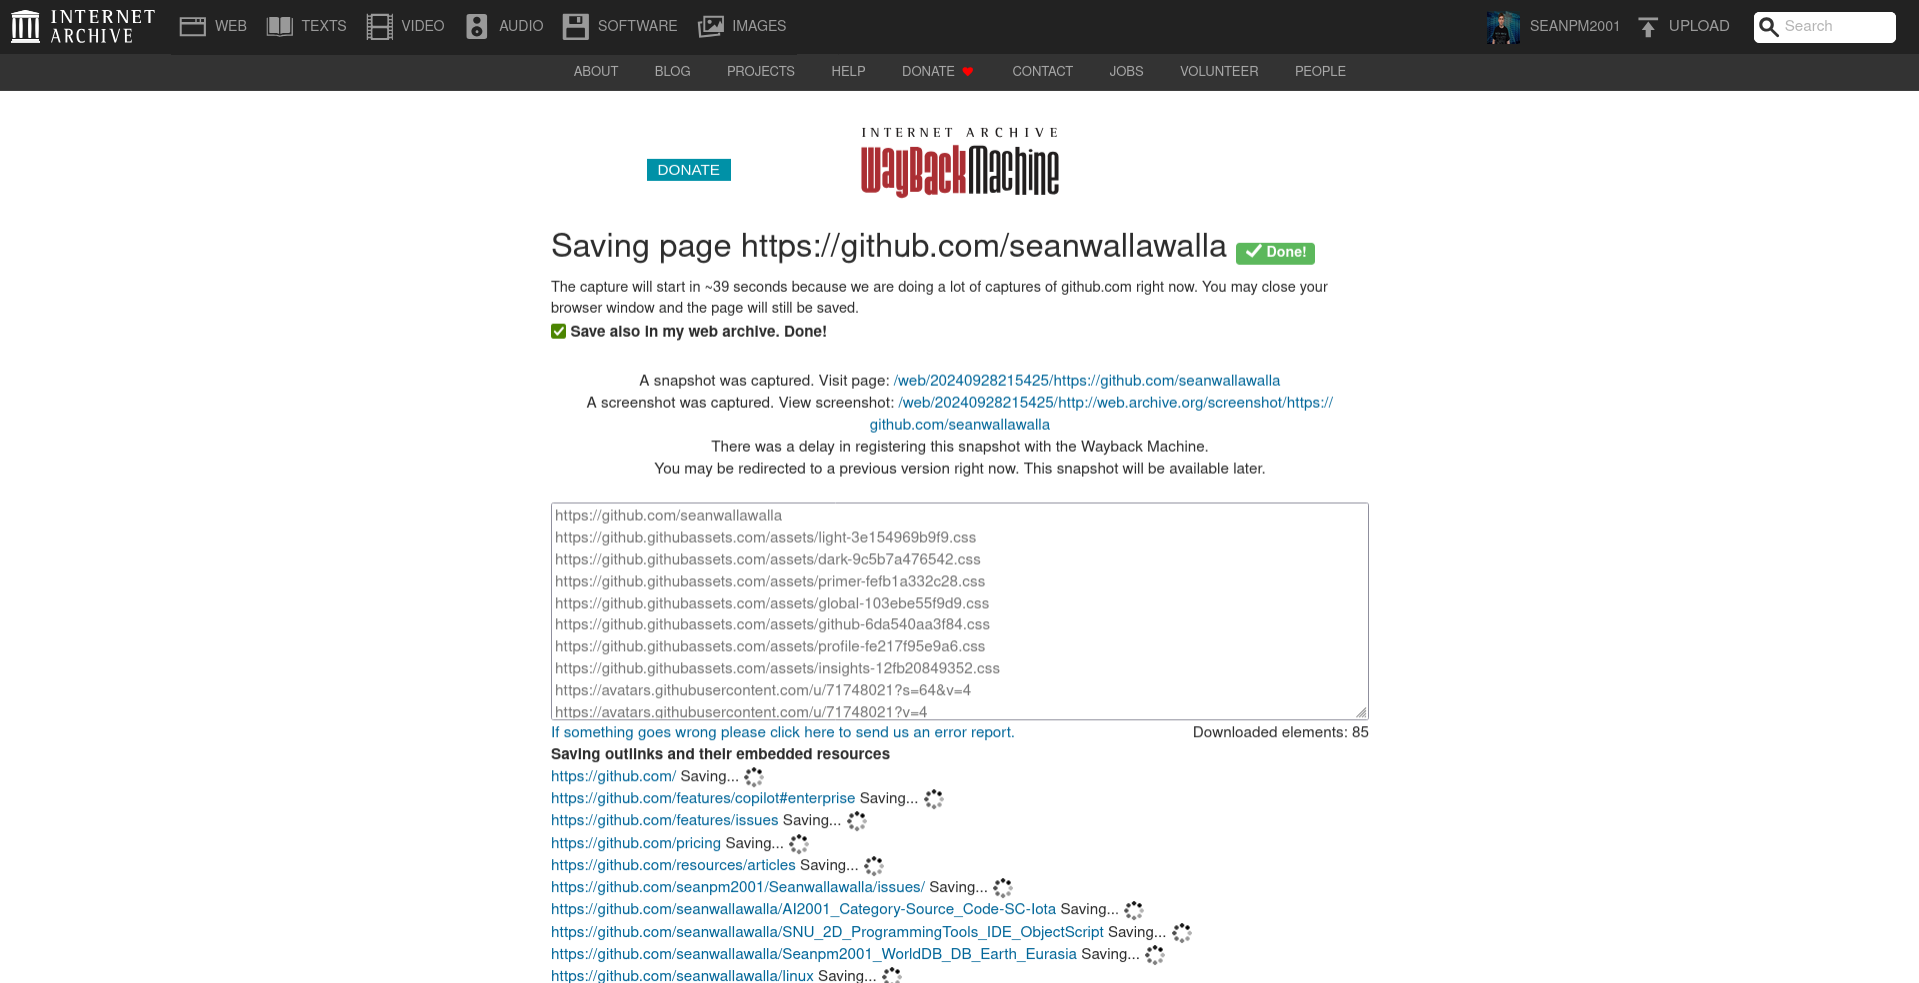 INTERNET ARCHIVE
WEB
TEXTS
VIDEO
AUDIO
SOFTWARE
IMAGES
SEANPM2001
UPLOAD
Search
ABOUT
BLOG
PROJECTS
HELP
DONATE
CONTACT
JOBS
VOLUNTEER
PEOPLE
INTERNET ARCHIVE
WayBackMachine
DONATE
Saving page https://github.com/seanwallawalla Done!
The capture will start in ~39 seconds because we are doing a lot of captures of github.com right now. You may close your
browser window and the page will still be saved.
Save also in my web archive. Done!
A snapshot was captured. Visit page: /web/20240928215425/https://github.com/seanwallawalla
A screenshot was captured. View screenshot: /web/20240928215425/http://web.archive.org/screenshot/https://
github.com/seanwallawalla
There was a delay in registering this snapshot with the Wayback Machine.
You may be redirected to a previous version right now. This snapshot will be available later.
https://github.com/seanwallawalla
https://github.githubassets.com/assets/light-3e154969b9f9.css
https://github.githubassets.com/assets/dark-9c5b7a476542.css
https://github.githubassets.com/assets/primer-fefb1a332c28.css
https://github.githubassets.com/assets/global-103ebe55f9d9.css
https://github.githubassets.com/assets/github-6da540aa3f84.css
https://github.githubassets.com/assets/profile-fe217f95e9a6.css
https://github.githubassets.com/assets/insights-12fb20849352.css
https://avatars.githubusercontent.com/u/71748021?s=64&v=4
https://avatars.githubusercontent.com/u/71748021?v=4
If something goes wrong please click here to send us an error report. Downloaded elements: 85
Saving outlinks and their embedded resources
https://github.com/ Saving...
https://github.com/features/copilot#enterprise Saving...
https://github.com/features/issues Saving...
https://github.com/pricing Saving...
https://github.com/resources/articles Saving...
https://github.com/seanpm2001/Seanwallawalla/issues/ Saving...
https://github.com/seanwallawalla/AI2001_Category-Source_Code-SC-Iota Saving...
https://github.com/seanwallawalla/SNU_2D_ProgrammingTools_IDE_ObjectScript Saving...
https://github.com/seanwallawalla/Seanpm2001_WorldDB_DB_Earth_Eurasia Saving...
https://github.com/seanwallawalla/linux Saving...